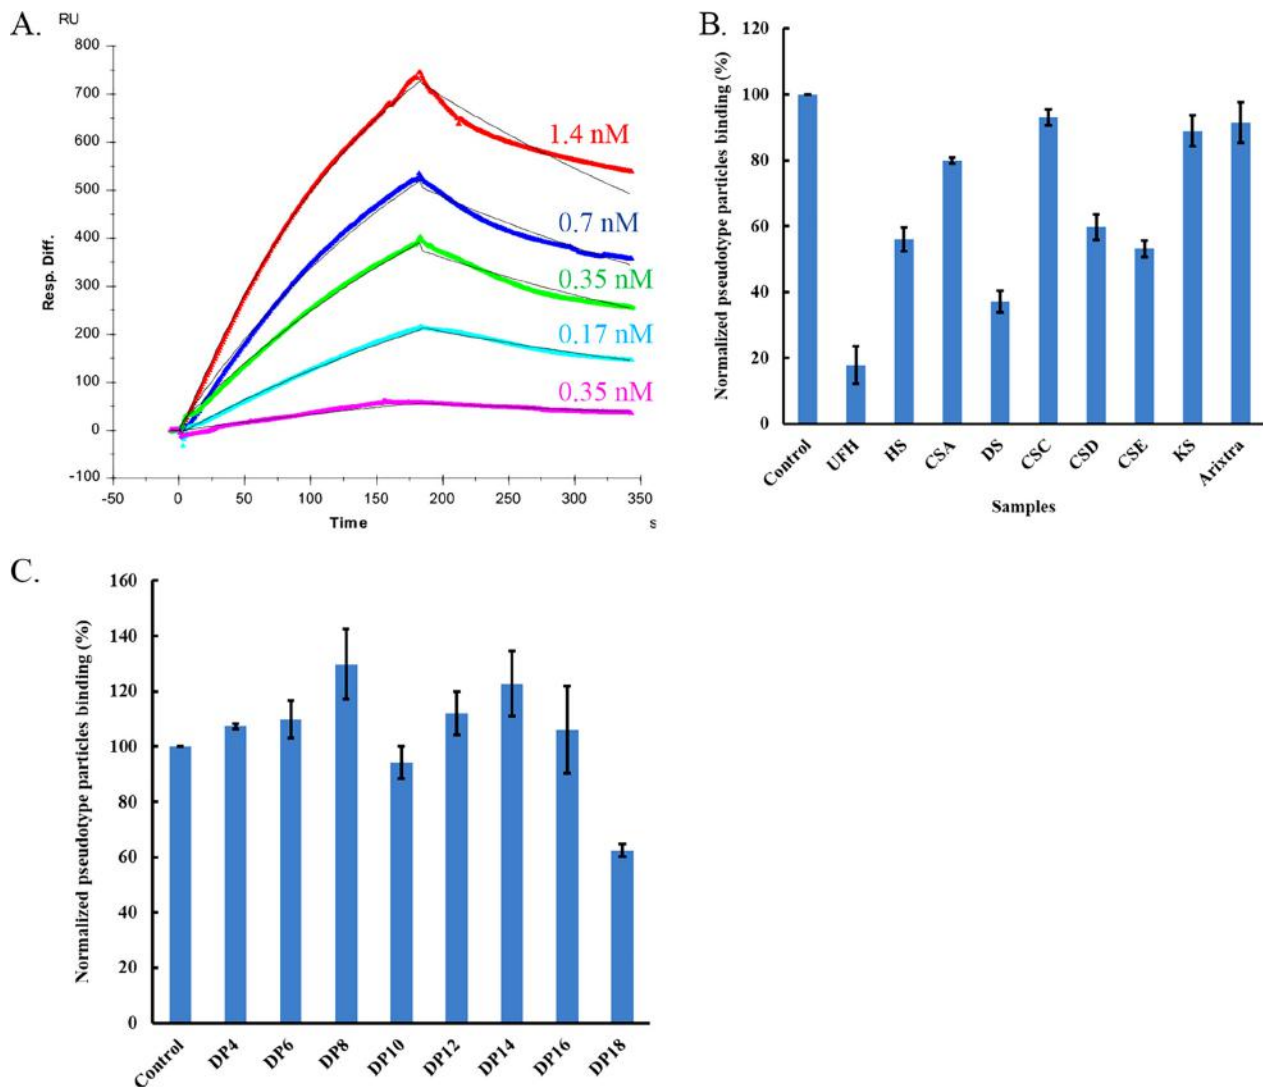 A.
RU
800
700
600
500
400
300
200
100
0
-100
Resp. Diff.
-50 0 50 100 150 200 250 300 350
Time s
1.4 nM
0.7 nM
0.35 nM
0.17 nM
0.35 nM
B.
Normalized pseudotype particles binding (%)
120
100
80
60
40
20
0
Control UFH HS CSA DS CSC CSD CSE KS Arixtra
Samples
C.
Normalized pseudotype particles binding (%)
160
140
120
100
80
60
40
20
0
Control DP4 DP6 DP8 DP10 DP12 DP14 DP16 DP18